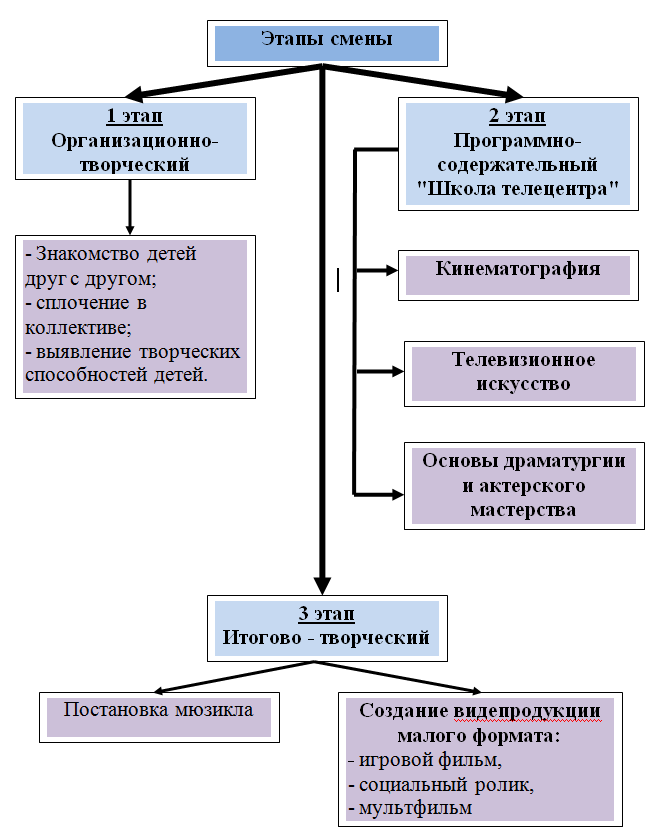 Этапы смены
1 этап
Организационно-
творческий
- Знакомство детей
друг с другом;
- сплочение в
коллективе;
- выявление творческих
способностей детей.
2 этап
Программно-
содержательный
"Школа телецентра"
Кинематография
Телевизионное
искусство
Основы драматургии
и актерского
мастерства
3 этап
Итогово - творческий
Постановка мюзикла
Создание видепродукции
малого формата:
- игровой фильм,
- социальный ролик,
- мультфильм